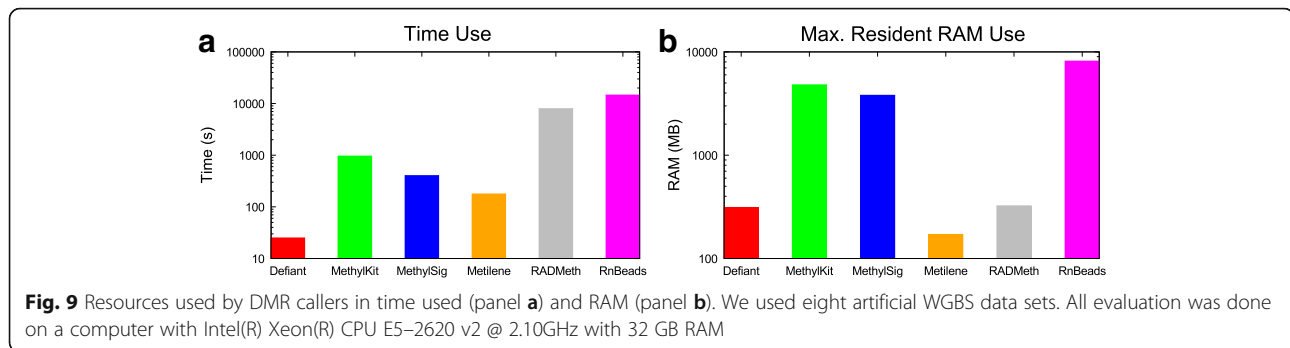 a
Time Use
100000
10000
1000
100
10
Time (s)
Defiant MethylKit MethylSig Metilene RADMeth RnBeads
b
Max. Resident RAM Use
10000
1000
100
RAM (MB)
Defiant MethylKit MethylSig Metilene RADMeth RnBeads
Fig. 9 Resources used by DMR callers in time used (panel a) and RAM (panel b). We used eight artificial WGBS data sets. All evaluation was done
on a computer with Intel(R) Xeon(R) CPU E5–2620 v2 @ 2.10GHz with 32 GB RAM